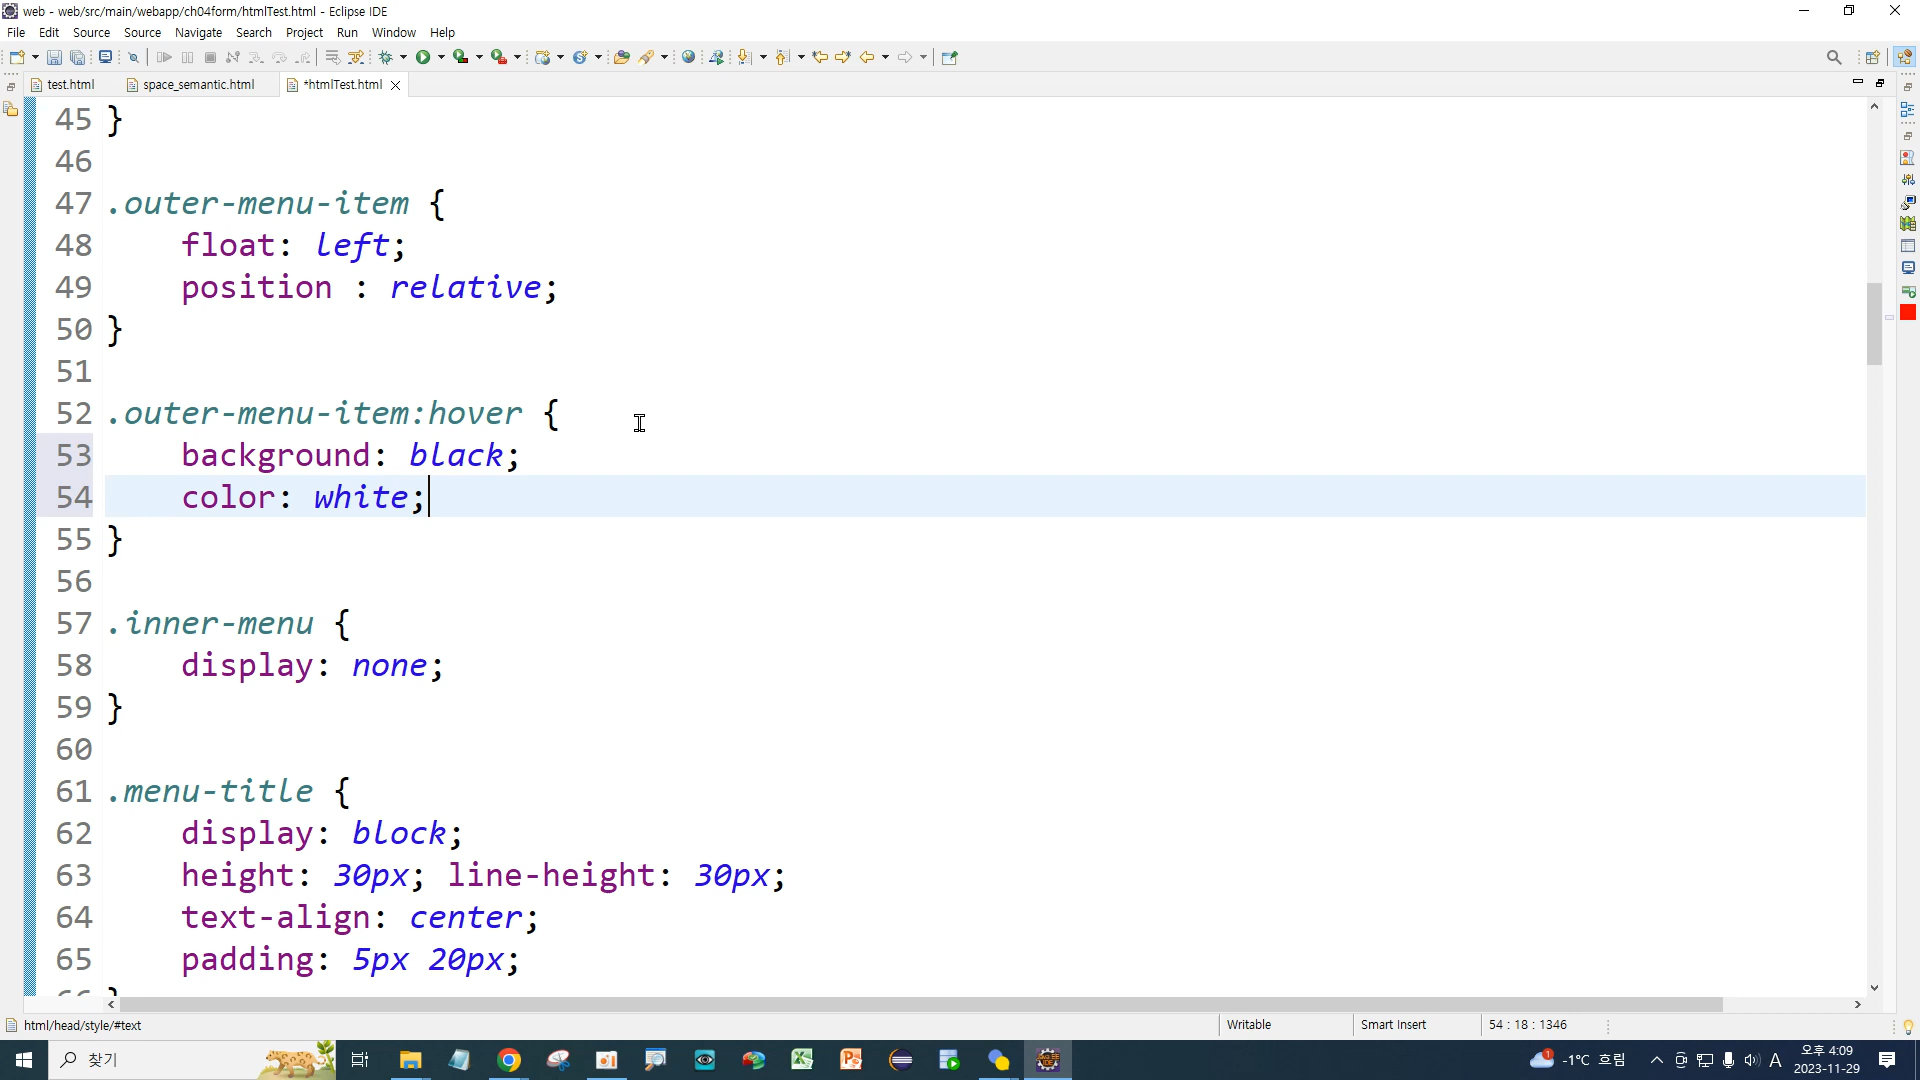 web - web/src/main/webapp/ch04form/htmlTest.html - Eclipse IDE
File Edit Source Source Navigate Search Project Run Window Help
test.html space_semantic.html *htmlTest.html
45 }
46
47 .outer-menu-item {
48 float: left;
49 position : relative;
50 }
51
52 .outer-menu-item:hover {
53 background: black;
54 color: white;
55 }
56
57 .inner-menu {
58 display: none;
59 }
60
61 .menu-title {
62 display: block;
63 height: 30px; line-height: 30px;
64 text-align: center;
65 padding: 5px 20px;
66 }
html/head/style/#text Writable Smart Insert 54 : 18 : 1346
찾기 -1°C 흐림 A 오후 4:09
2023-11-29